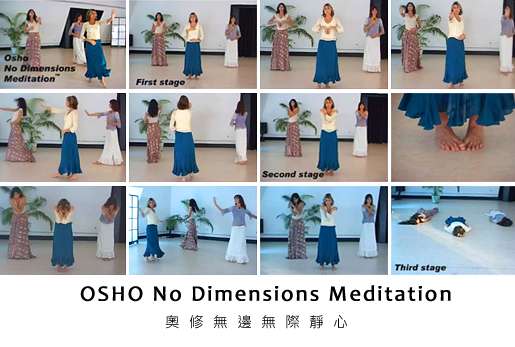 Osho
No Dimensions
Meditation™
First stage
Second stage
Third stage
OSHO No Dimensions Meditation
奧修無邊無際靜心